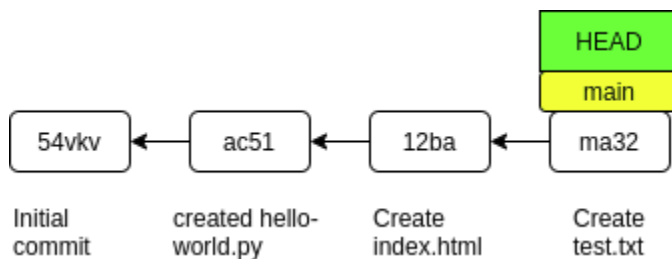 HEAD
main
54vkv
ac51
12ba
ma32
Initial
commit
created hello-
world.py
Create
index.html
Create
test.txt